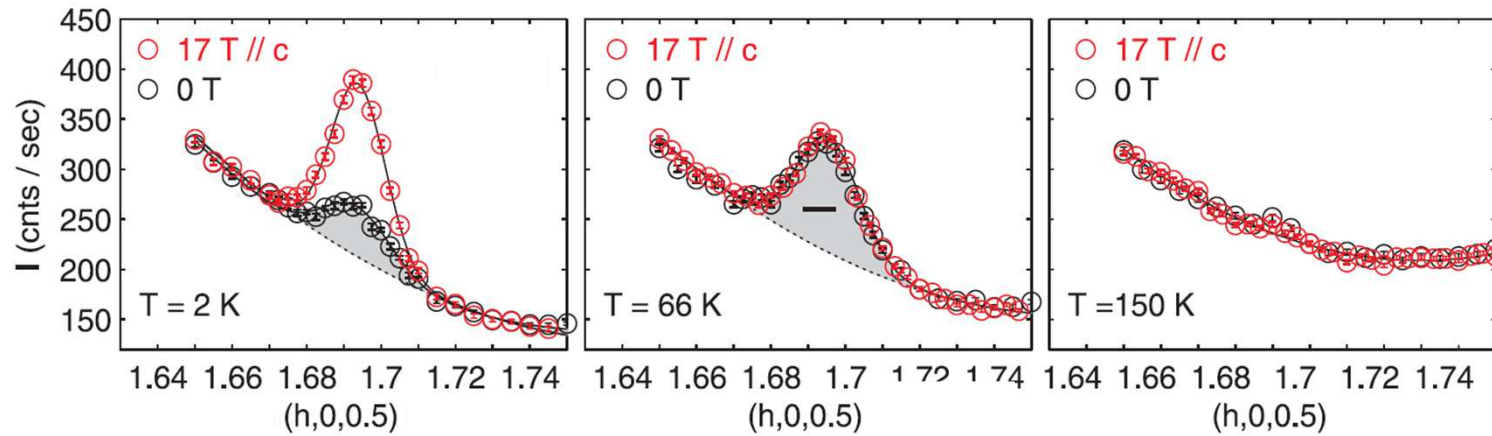 I (cnts / sec)
450
400
350
300
250
200
150
17 T // c
0 T
T = 2 K
1.64 1.66 1.68 1.7 1.72 1.74
(h,0,0.5)
17 T // c
0 T
T = 66 K
1.64 1.66 1.68 1.7 1.72 1.74
(h,0,0.5)
17 T // c
0 T
T =150 K
1.64 1.66 1.68 1.7 1.72 1.74
(h,0,0.5)